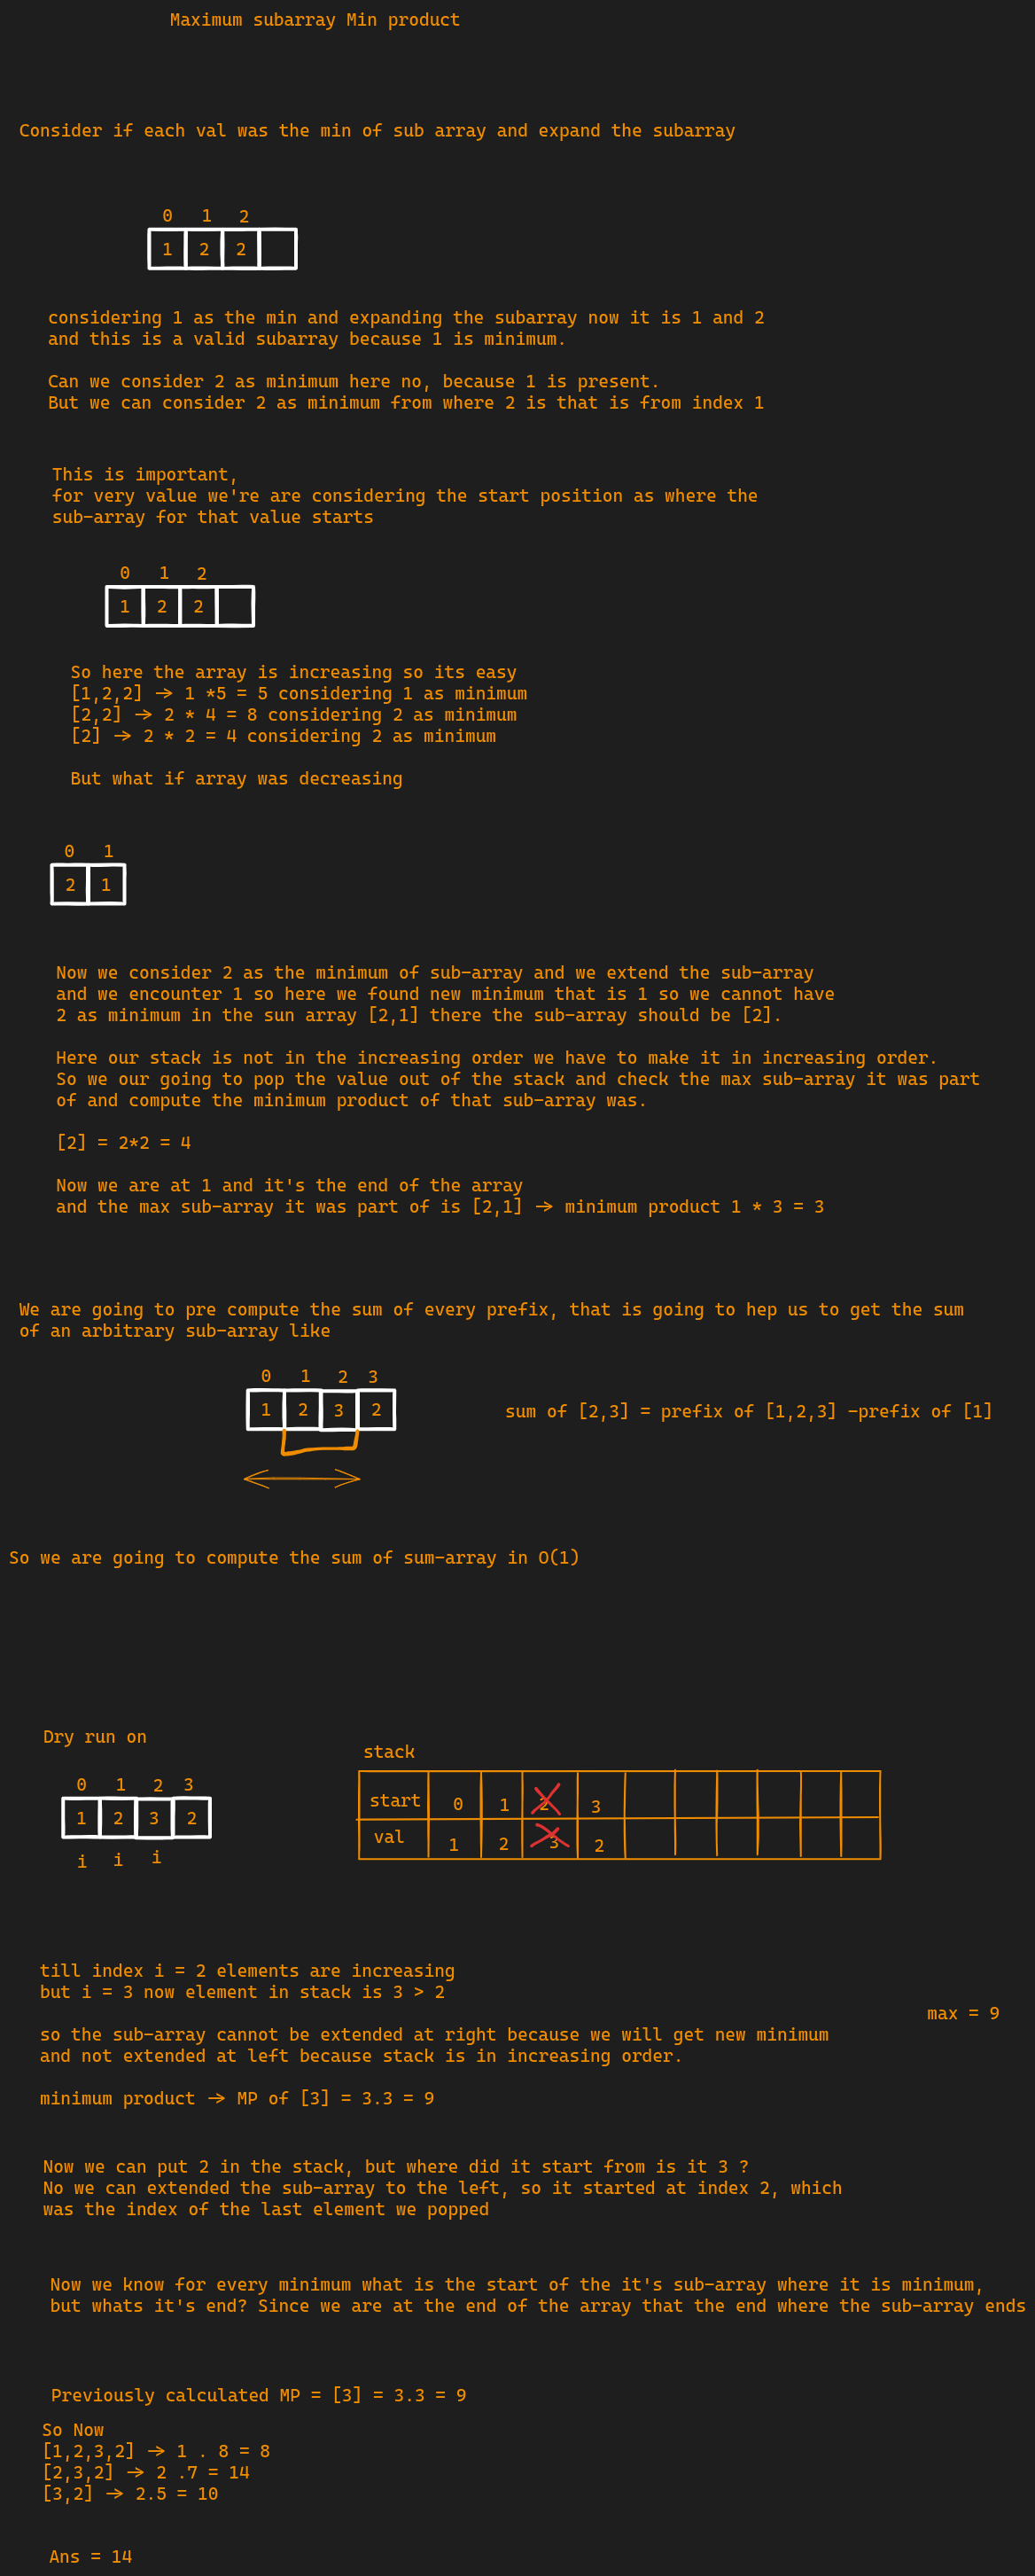 Maximum subarray Min product
Consider if each val was the min of sub array and expand the subarray
0 1 2
1 2 2
considering 1 as the min and expanding the subarray now it is 1 and 2
and this is a valid subarray because 1 is minimum.
Can we consider 2 as minimum here no, because 1 is present.
But we can consider 2 as minimum from where 2 is that is from index 1
This is important,
for very value we're are considering the start position as where the
sub-array for that value starts
0 1 2
1 2 2
So here the array is increasing so its easy
[1,2,2] → 1 *5 = 5 considering 1 as minimum
[2,2] → 2 * 4 = 8 considering 2 as minimum
[2] → 2 * 2 = 4 considering 2 as minimum
But what if array was decreasing
0 1
2 1
Now we consider 2 as the minimum of sub-array and we extend the sub-array
and we encounter 1 so here we found new minimum that is 1 so we cannot have
2 as minimum in the sun array [2,1] there the sub-array should be [2].
Here our stack is not in the increasing order we have to make it in increasing order.
So we our going to pop the value out of the stack and check the max sub-array it was part
of and compute the minimum product of that sub-array was.
[2] = 2*2 = 4
Now we are at 1 and it's the end of the array
and the max sub-array it was part of is [2,1] → minimum product 1 * 3 = 3
We are going to pre compute the sum of every prefix, that is going to hep us to get the sum
of an arbitrary sub-array like
0 1 2 3
1 2 3 2
sum of [2,3] = prefix of [1,2,3] -prefix of [1]
So we are going to compute the sum of sum-array in O(1)
Dry run on
0 1 2 3
1 2 3 2
i i i
stack
start 0 1 2 3
val 1 2 3 2
till index i = 2 elements are increasing
but i = 3 now element in stack is 3 > 2
max = 9
so the sub-array cannot be extended at right because we will get new minimum
and not extended at left because stack is in increasing order.
minimum product → MP of [3] = 3.3 = 9
Now we can put 2 in the stack, but where did it start from is it 3 ?
No we can extended the sub-array to the left, so it started at index 2, which
was the index of the last element we popped
Now we know for every minimum what is the start of the it's sub-array where it is minimum,
but whats it's end? Since we are at the end of the array that the end where the sub-array ends
Previously calculated MP = [3] = 3.3 = 9
So Now
[1,2,3,2] → 1 . 8 = 8
[2,3,2] → 2 .7 = 14
[3,2] → 2.5 = 10
Ans = 14